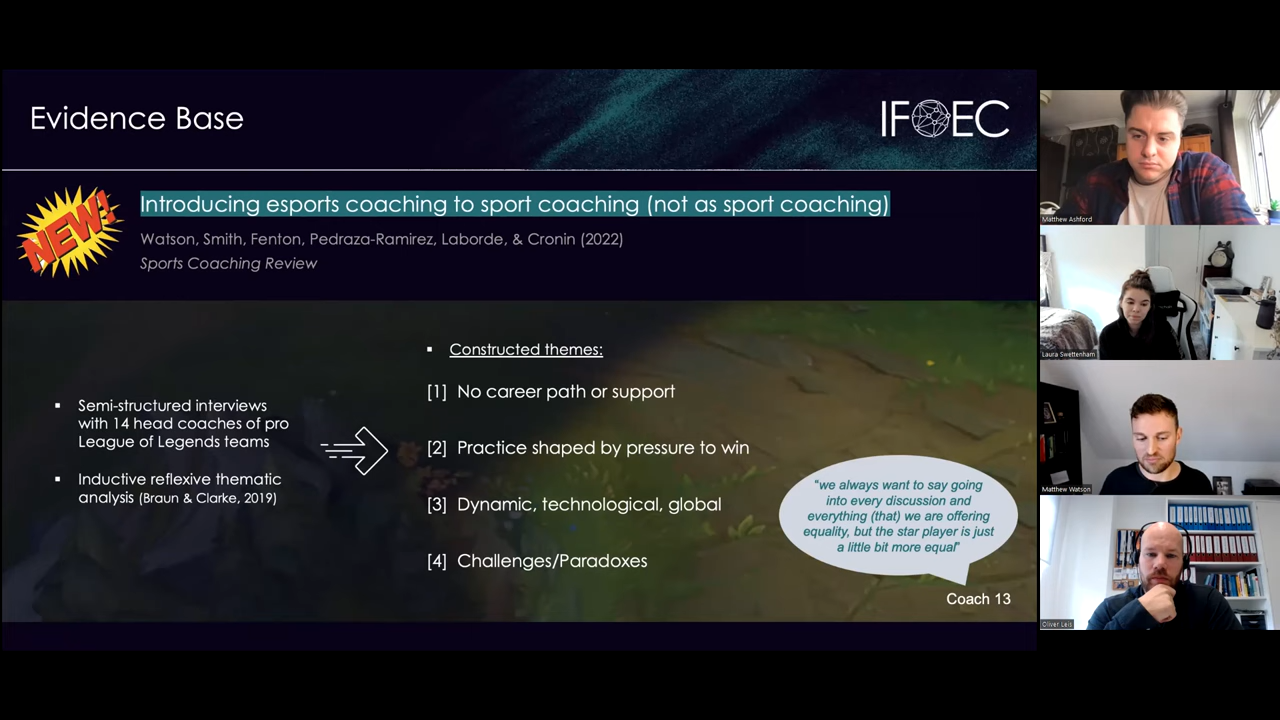 Evidence Base
IFOEC
NEW!
Introducing esports coaching to sport coaching (not as sport coaching)
Watson, Smith, Fenton, Pedraza-Ramirez, Laborde, & Cronin (2022)
Sports Coaching Review
▪ Semi-structured interviews
with 14 head coaches of pro
League of Legends teams
▪ Inductive reflexive thematic
analysis (Braun & Clarke, 2019)
▪ Constructed themes:
[1] No career path or support
[2] Practice shaped by pressure to win
[3] Dynamic, technological, global
[4] Challenges/Paradoxes
“we always want to say going
into every discussion and
everything (that) we are offering
equality, but the star player is just
a little bit more equal”
Coach 13
Matthew Ashford
Laura Swettenham
Matthew Watson
Oliver Leis